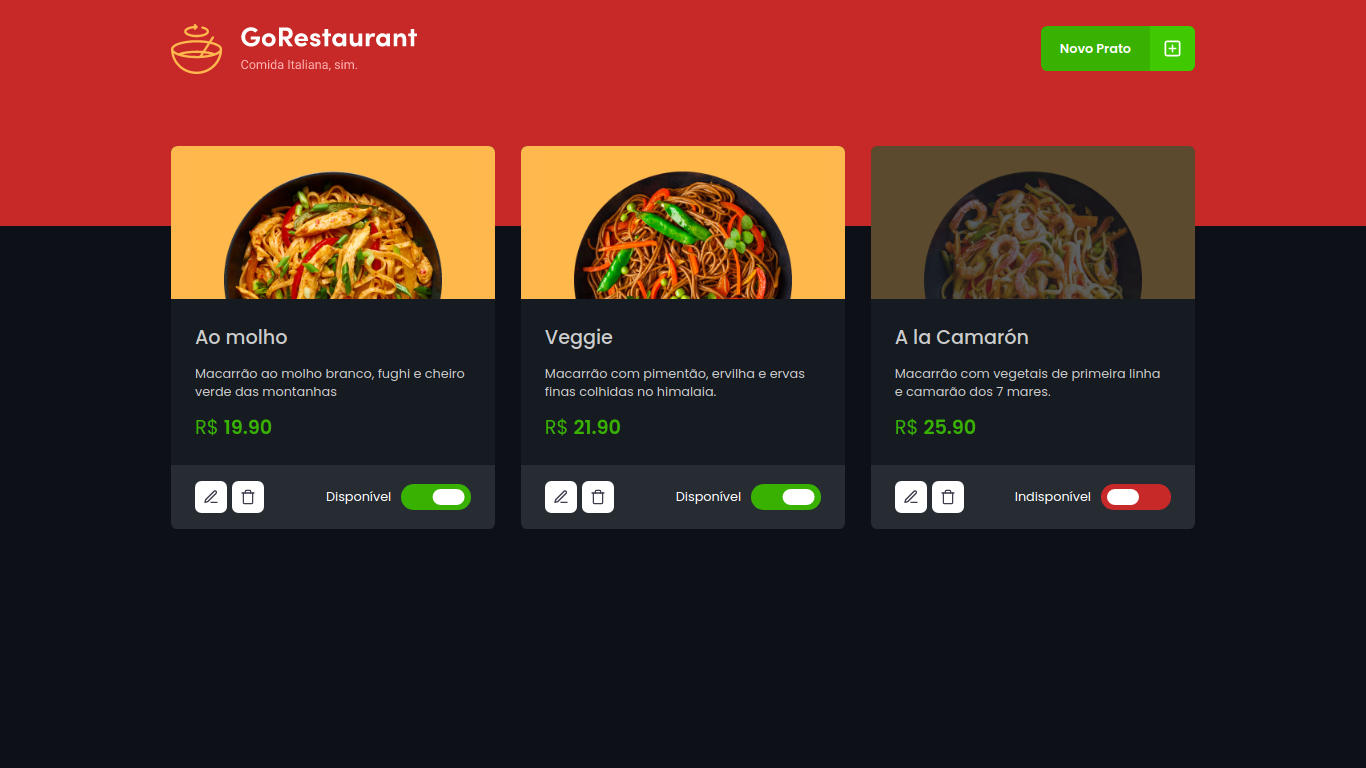 GoRestaurant
Comida Italiana, sim.
Novo Prato
Ao molho
Macarrão ao molho branco, fughi e cheiro
verde das montanhas
R$ 19.90
Disponível
Veggie
Macarrão com pimentão, ervilha e ervas
finas colhidas no himalaia.
R$ 21.90
Disponível
A la Camarón
Macarrão com vegetais de primeira linha
e camarão dos 7 mares.
R$ 25.90
Indisponível